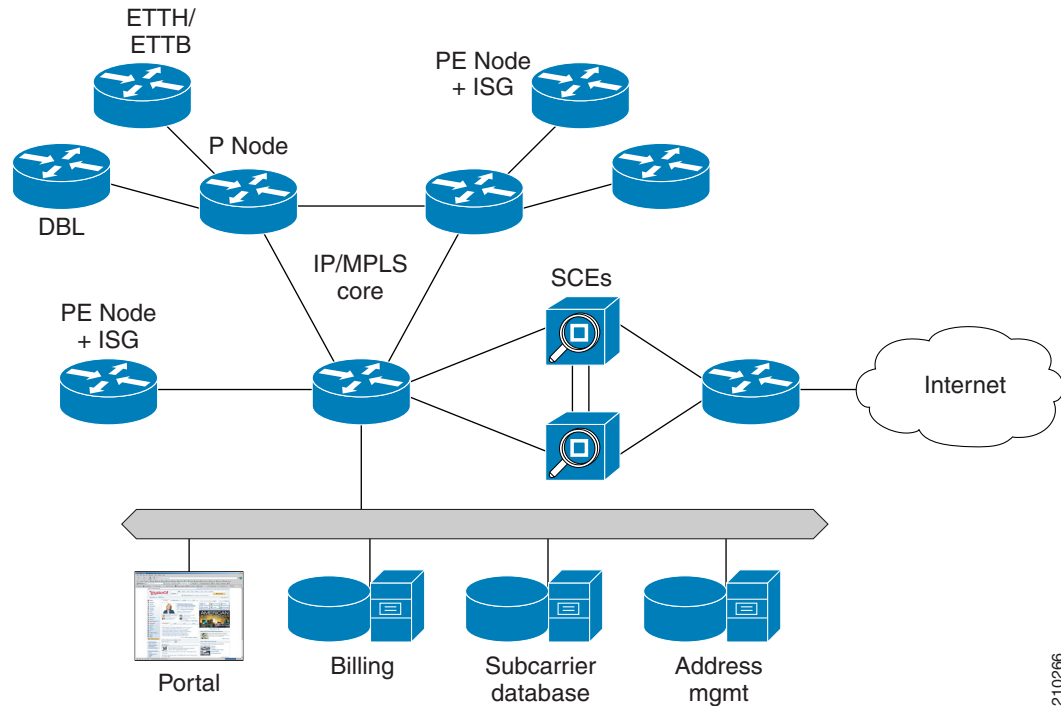 ETTH/
ETTB
PE Node
+ ISG
P Node
DBL
IP/MPLS
core
SCEs
PE Node
+ ISG
Internet
Portal
Billing
Subcarrier
database
Address
mgmt
210266